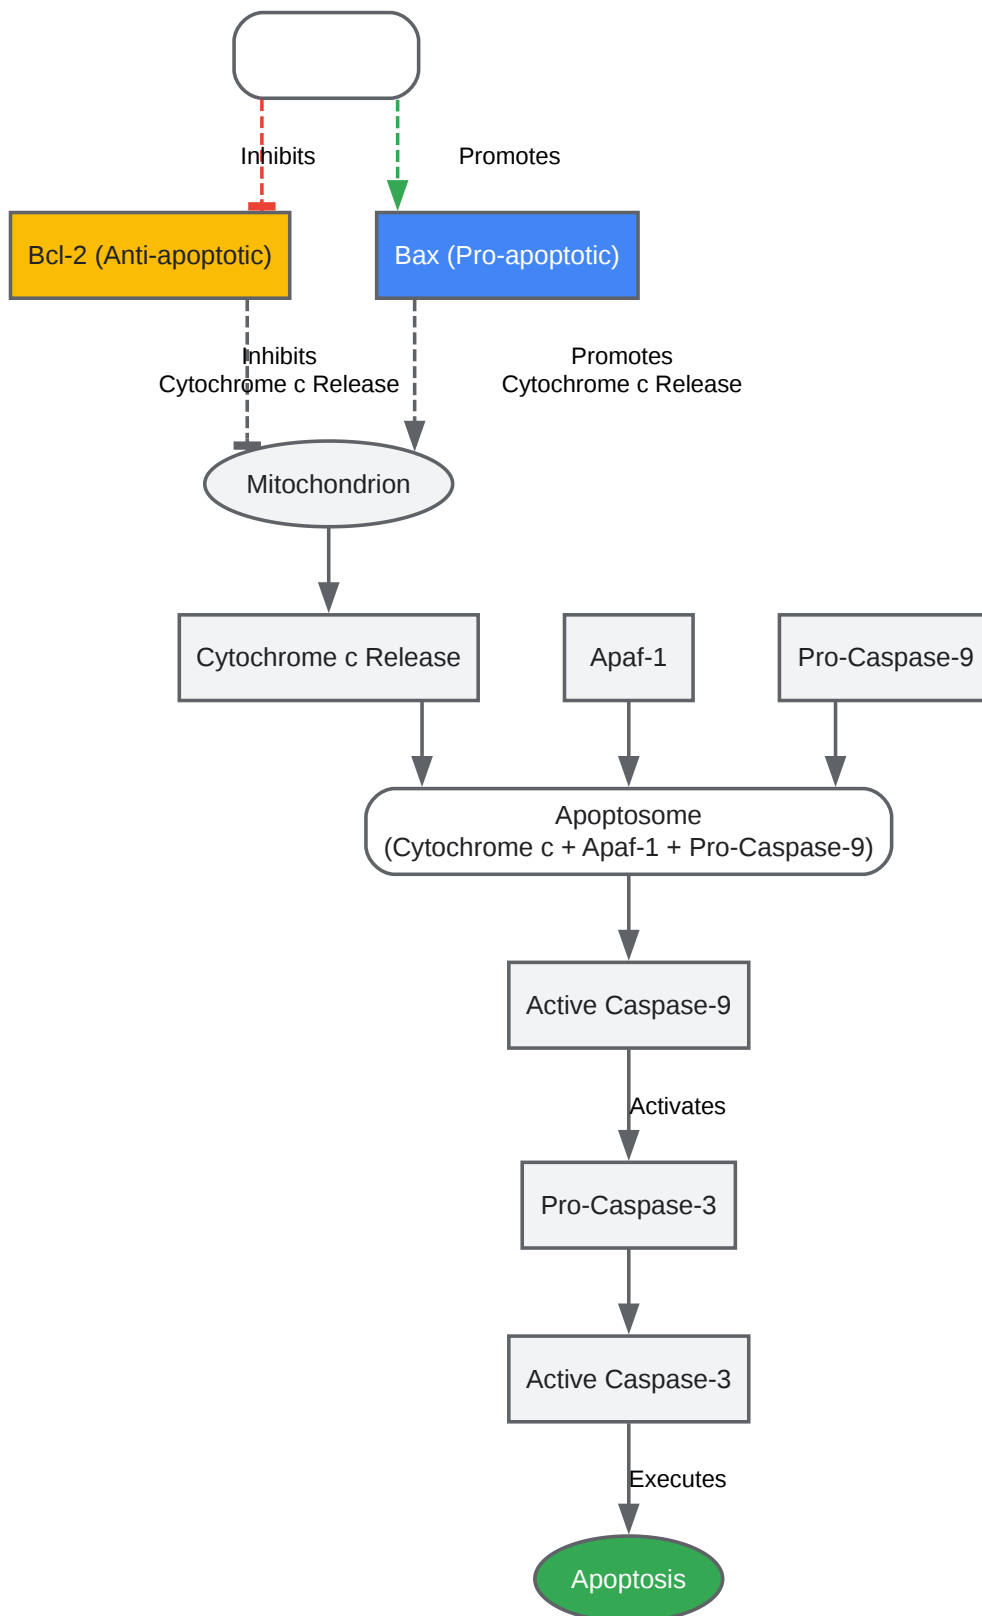 Inhibits
Promotes
Bcl-2 (Anti-apoptotic)
Bax (Pro-apoptotic)
Inhibits
Cytochrome c Release
Promotes
Cytochrome c Release
Mitochondrion
Cytochrome c Release
Apaf-1
Pro-Caspase-9
Apoptosome
(Cytochrome c + Apaf-1 + Pro-Caspase-9)
Active Caspase-9
Activates
Pro-Caspase-3
Active Caspase-3
Executes
Apoptosis